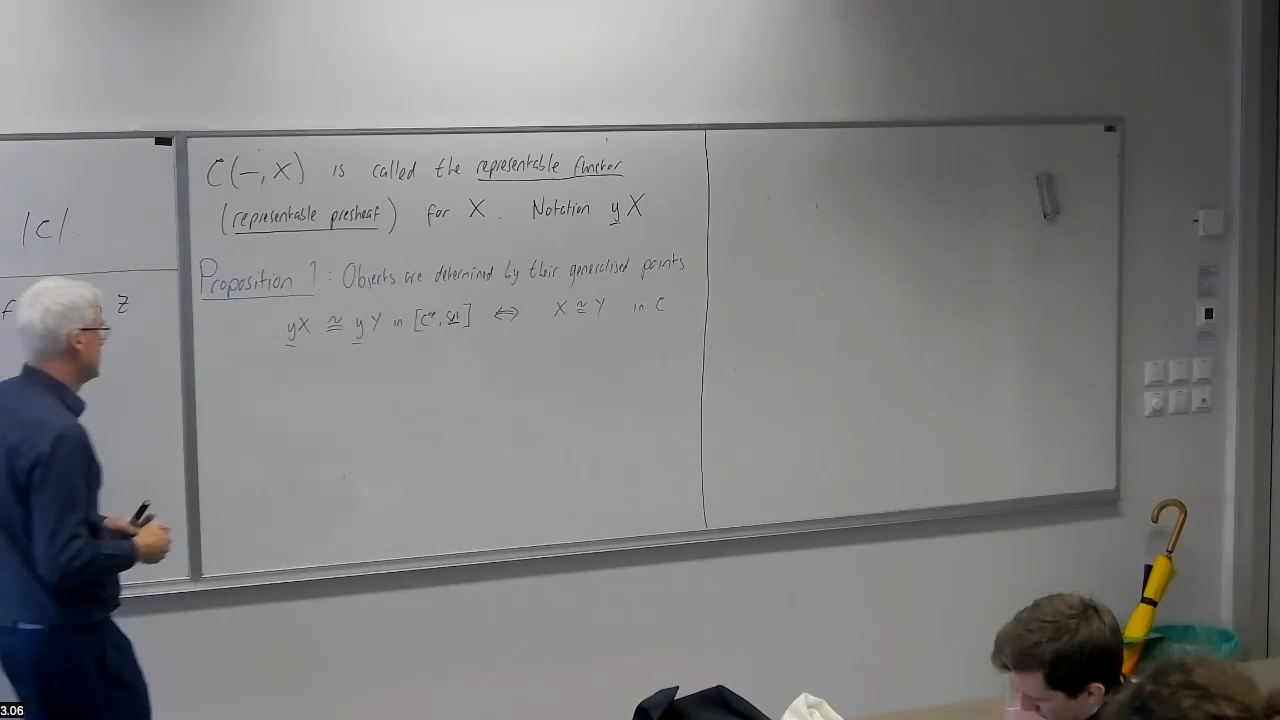 |C|
f
z
C(−, X) is called the representable functor
(representable presheaf) for X. Notation yX
Proposition 1: Objects are determined by their generalised points
yX ≅ yY in [Cᵒᵖ, Set] ⇔ X ≅ Y in C
3.06